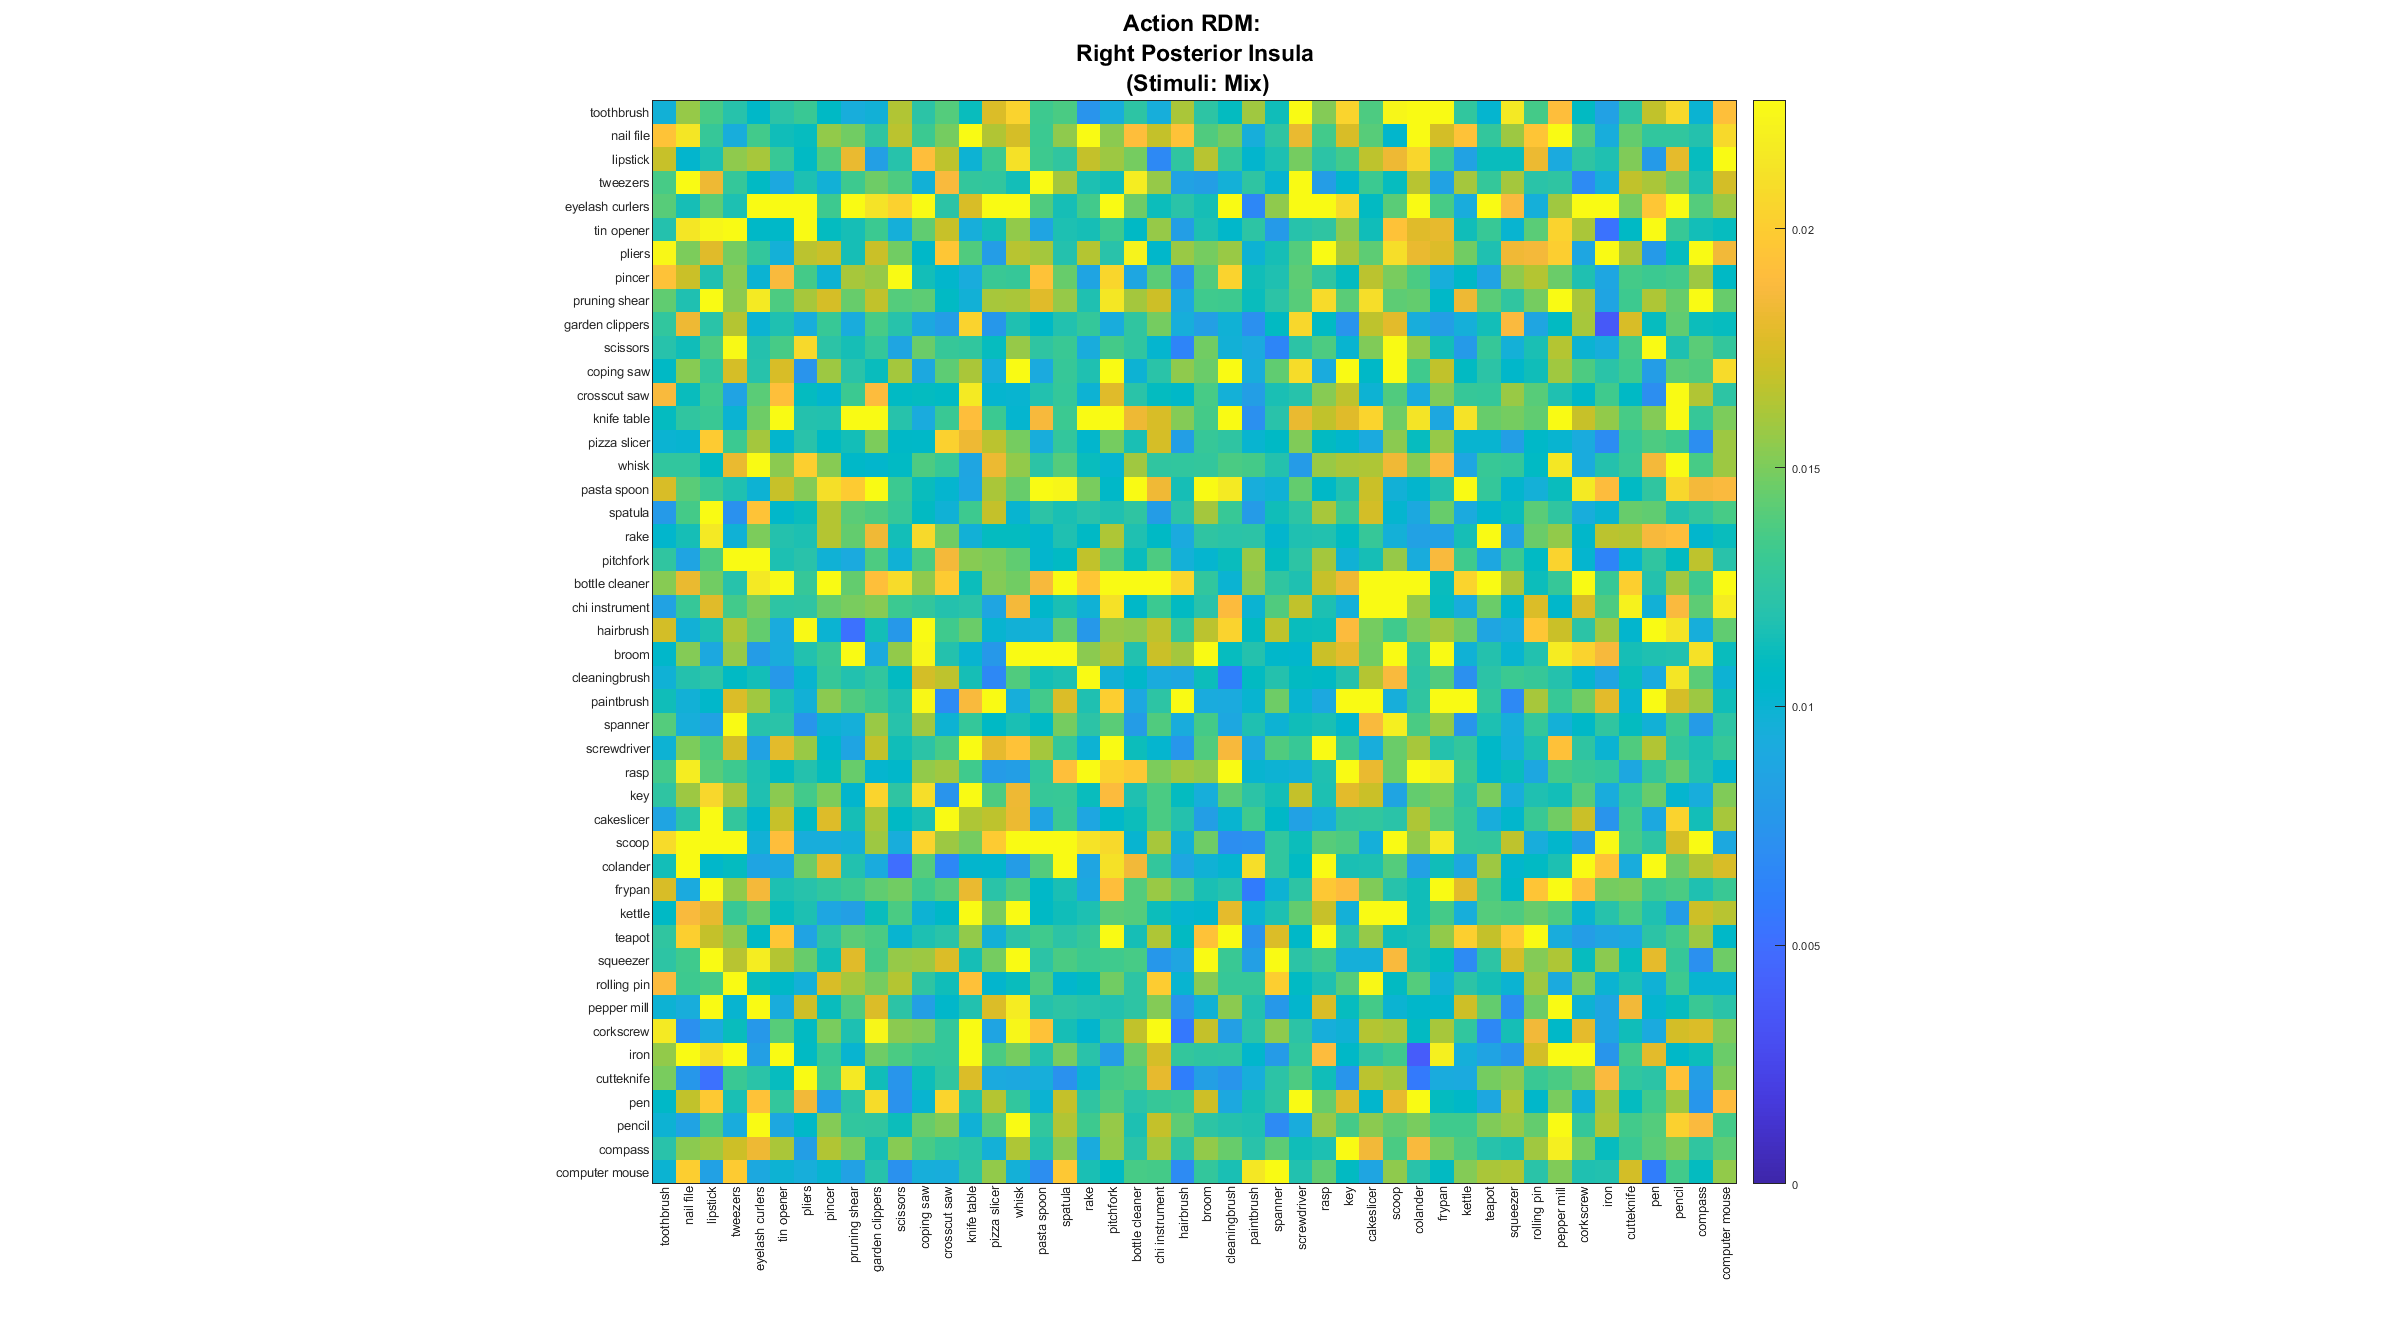 Action RDM:
Right Posterior Insula
(Stimuli: Mix)
toothbrush
nail file
lipstick
tweezers
eyelash curlers
tin opener
pliers
pincer
pruning shear
garden clippers
scissors
coping saw
crosscut saw
knife table
pizza slicer
whisk
pasta spoon
spatula
rake
pitchfork
bottle cleaner
chi instrument
hairbrush
broom
cleaningbrush
paintbrush
spanner
screwdriver
rasp
key
cakeslicer
scoop
colander
frypan
kettle
teapot
squeezer
rolling pin
pepper mill
corkscrew
iron
cutteknife
pen
pencil
compass
computer mouse
toothbrush
nail file
lipstick
tweezers
eyelash curlers
tin opener
pliers
pincer
pruning shear
garden clippers
scissors
coping saw
crosscut saw
knife table
pizza slicer
whisk
pasta spoon
spatula
rake
pitchfork
bottle cleaner
chi instrument
hairbrush
broom
cleaningbrush
paintbrush
spanner
screwdriver
rasp
key
cakeslicer
scoop
colander
frypan
kettle
teapot
squeezer
rolling pin
pepper mill
corkscrew
iron
cutteknife
pen
pencil
compass
computer mouse
0.02
0.015
0.01
0.005
0